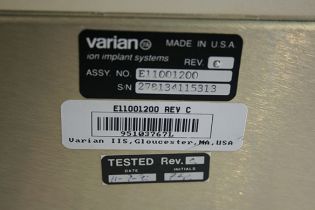 varian MADE IN U.S.A
ion implant systems REV. C
ASSY NO. E11001200
S/N 278134115313
E11001200 REV C
95103767L
Varian IIS,Gloucester,MA,USA
TESTED Rev.
DATE INITIALS